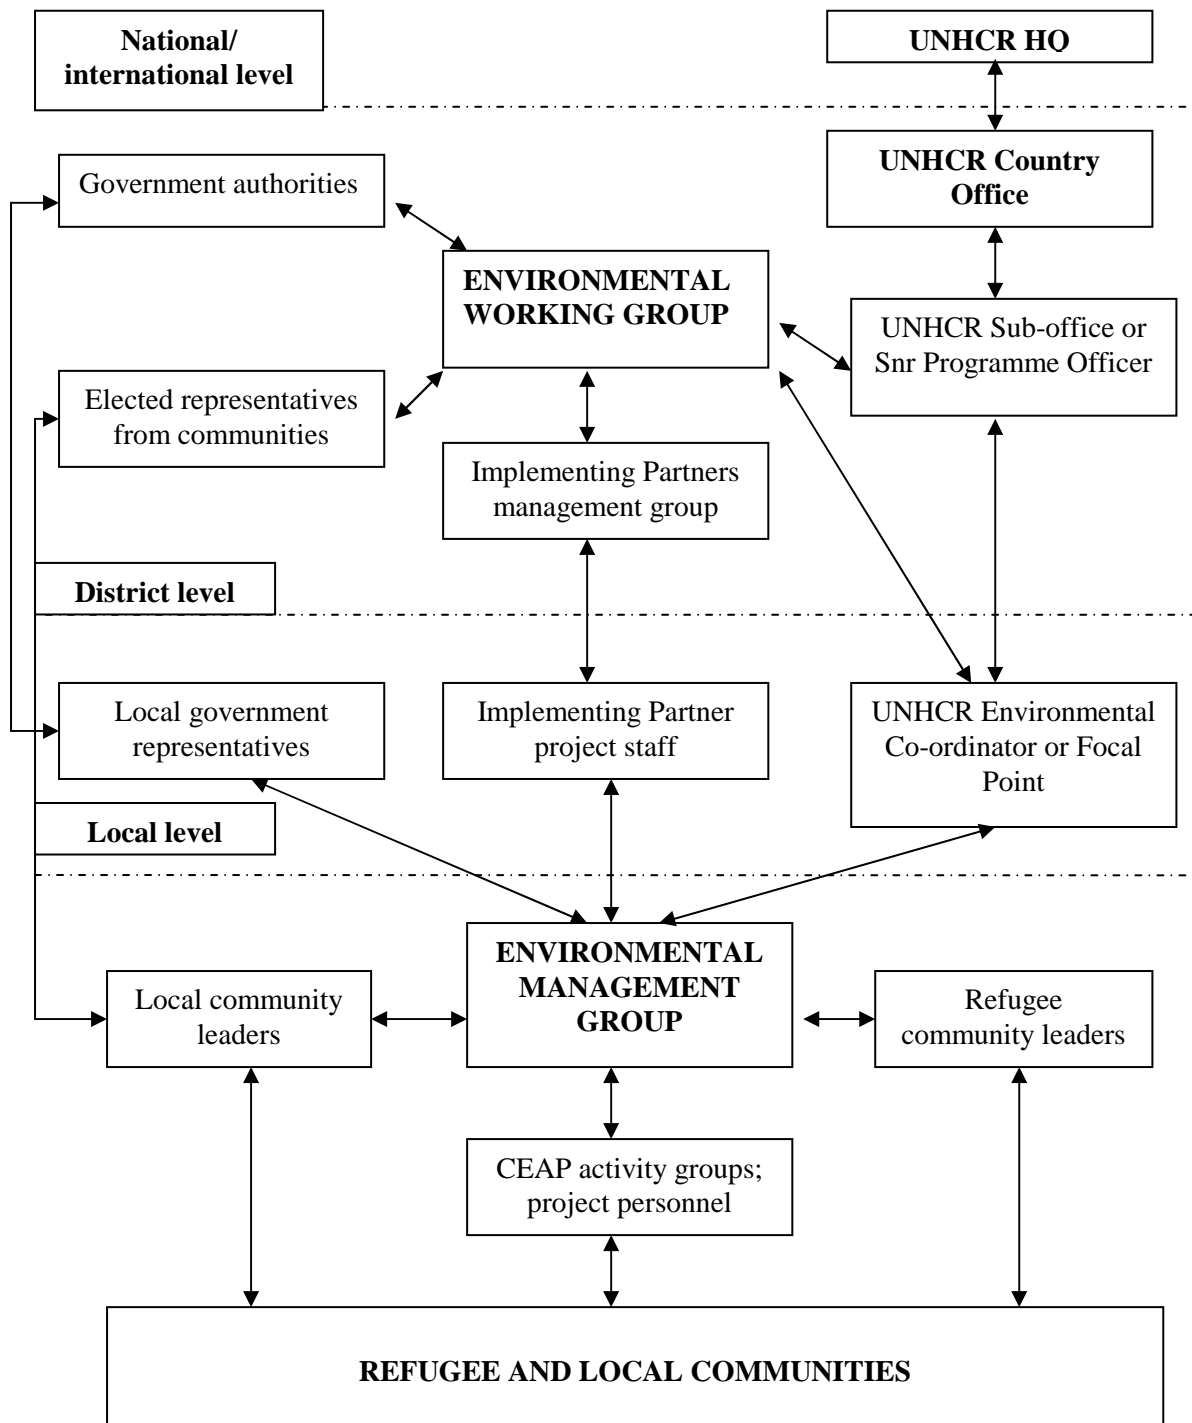 National/
international level
UNHCR HQ
UNHCR Country
Office
Government authorities
ENVIRONMENTAL
WORKING GROUP
UNHCR Sub-office or
Snr Programme Officer
Elected representatives
from communities
Implementing Partners
management group
District level
Local government
representatives
Implementing Partner
project staff
UNHCR Environmental
Co-ordinator or Focal
Point
Local level
ENVIRONMENTAL
MANAGEMENT
GROUP
Local community
leaders
Refugee
community leaders
CEAP activity groups;
project personnel
REFUGEE AND LOCAL COMMUNITIES